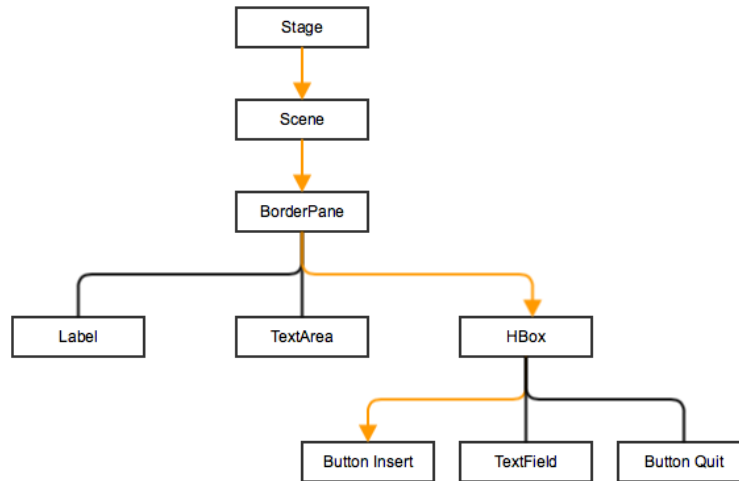 Stage
Scene
BorderPane
Label
TextArea
HBox
Button Insert
TextField
Button Quit